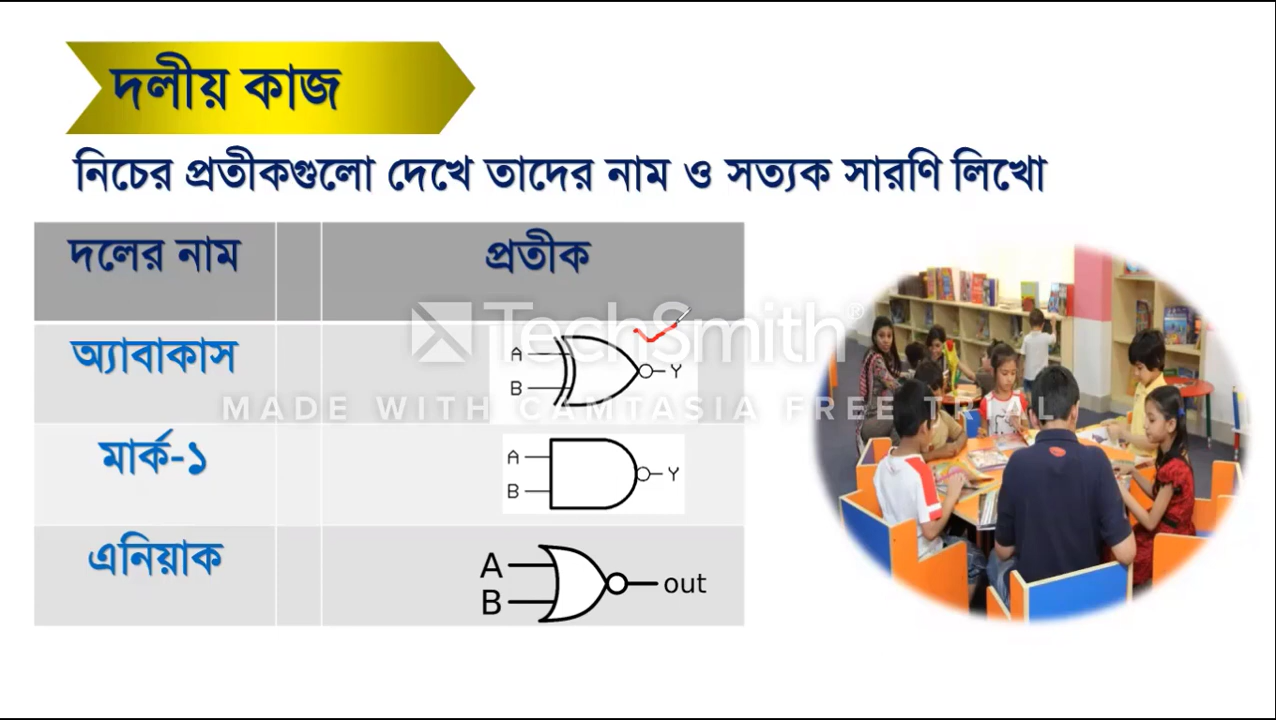 দলীয় কাজ
নিচের প্রতীকগুলো দেখে তাদের নাম ও সত্যক সারণি লিখো
দলের নাম প্রতীক
TechSmith®
অ্যাবাকাস A B Y
MADE WITH CAMTASIA FREE TRIAL
মার্ক-১ A B Y
এনিয়াক A B out